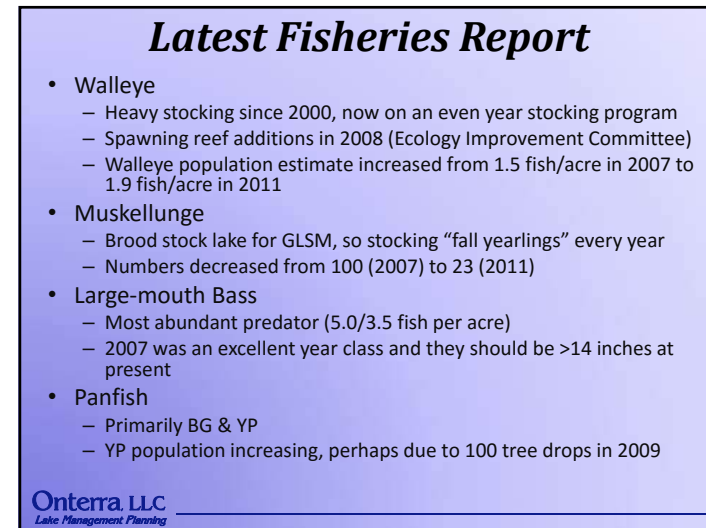 Latest Fisheries Report
• Walleye
– Heavy stocking since 2000, now on an even year stocking program
– Spawning reef additions in 2008 (Ecology Improvement Committee)
– Walleye population estimate increased from 1.5 fish/acre in 2007 to
1.9 fish/acre in 2011
• Muskellunge
– Brood stock lake for GLSM, so stocking “fall yearlings” every year
– Numbers decreased from 100 (2007) to 23 (2011)
• Large-mouth Bass
– Most abundant predator (5.0/3.5 fish per acre)
– 2007 was an excellent year class and they should be >14 inches at
present
• Panfish
– Primarily BG & YP
– YP population increasing, perhaps due to 100 tree drops in 2009
Onterra, LLC
Lake Management Planning